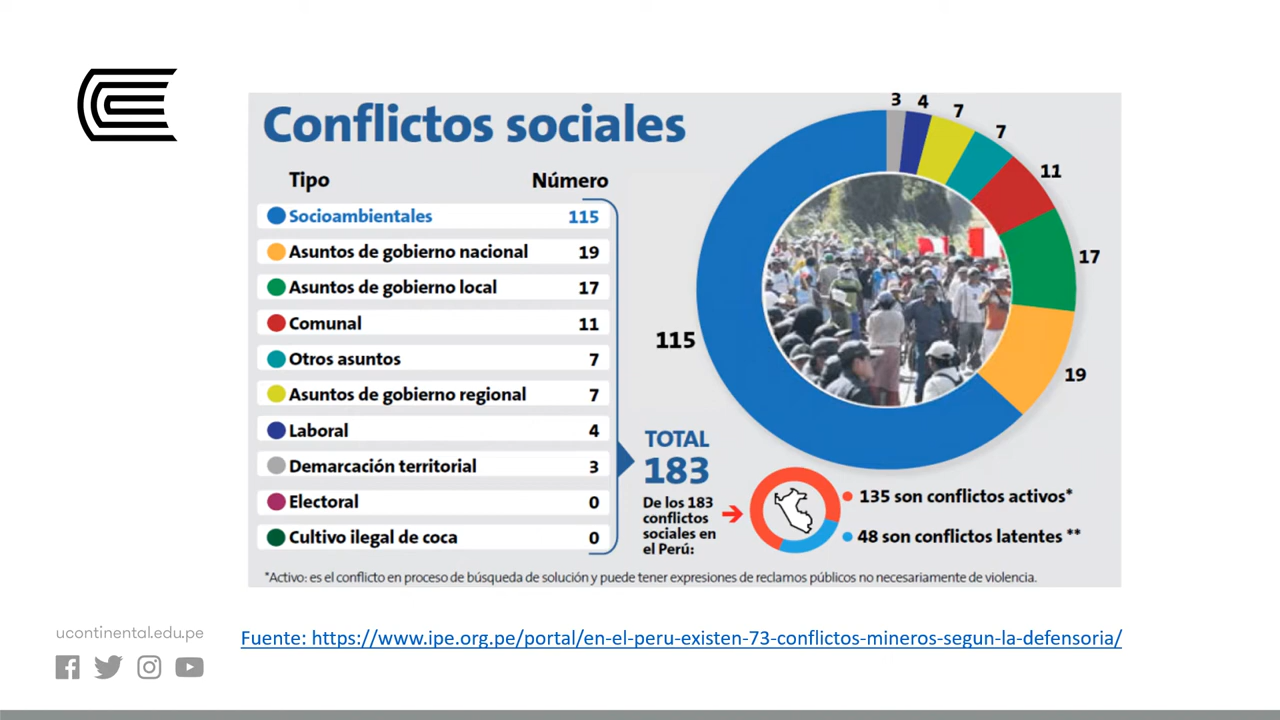 Conflictos sociales
Tipo Número
Socioambientales 115
Asuntos de gobierno nacional 19
Asuntos de gobierno local 17
Comunal 11
Otros asuntos 7
Asuntos de gobierno regional 7
Laboral 4
Demarcación territorial 3
Electoral 0
Cultivo ilegal de coca 0
3
4
7
7
11
17
19
115
TOTAL
183
De los 183
conflictos
sociales en
el Perú:
135 son conflictos activos*
48 son conflictos latentes **
*Activo: es el conflicto en proceso de búsqueda de solución y puede tener expresiones de reclamos públicos no necesariamente de violencia.
ucontinental.edu.pe
Fuente: https://www.ipe.org.pe/portal/en-el-peru-existen-73-conflictos-mineros-segun-la-defensoria/